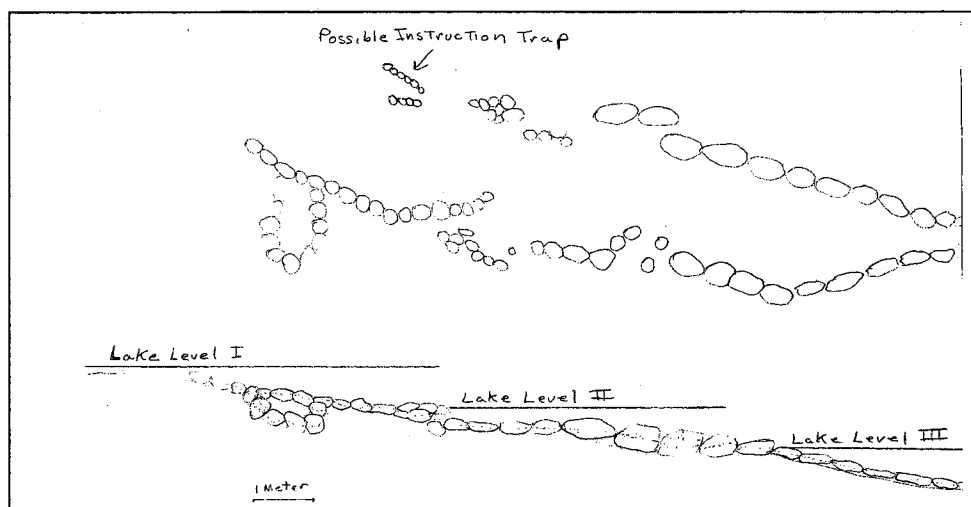 Possible Instruction Trap
Lake Level I
Lake Level II
Lake Level III
1 Meter